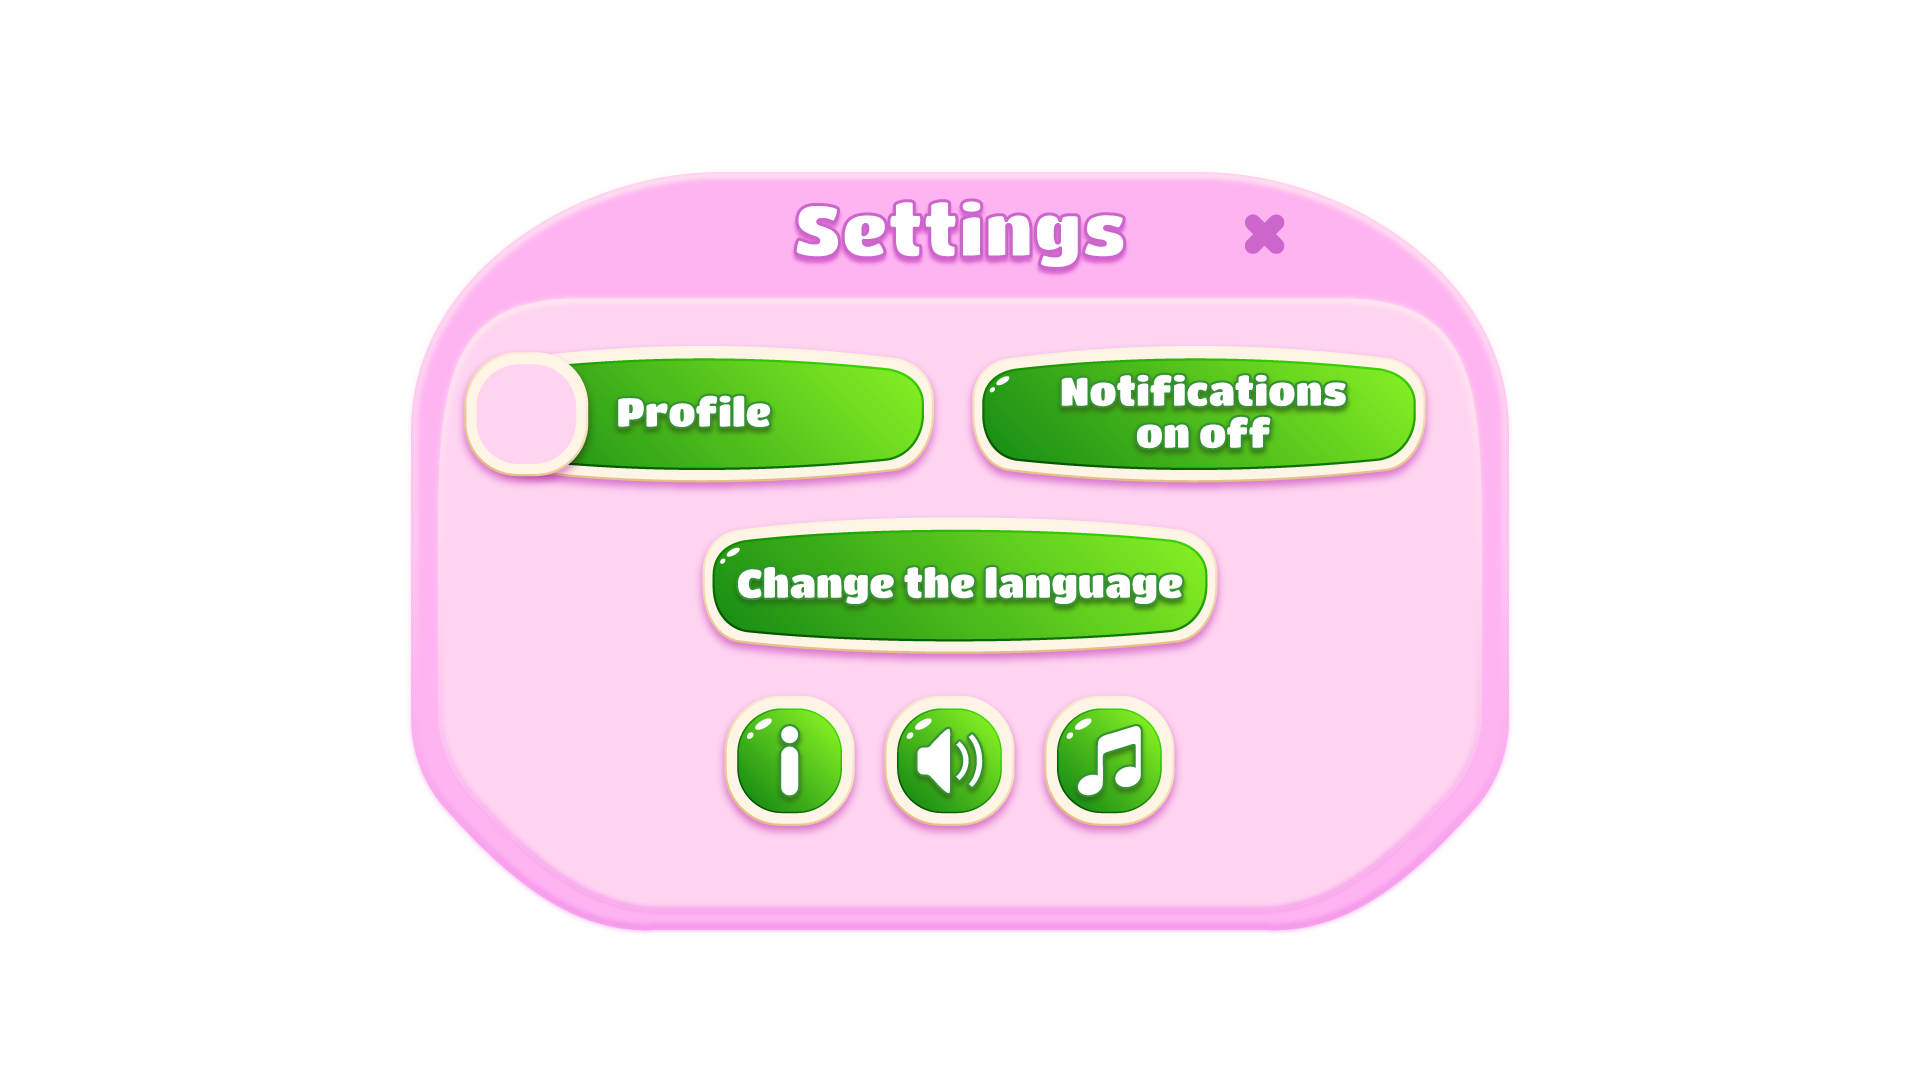 Settings
Profile
Notifications
on off
Change the language